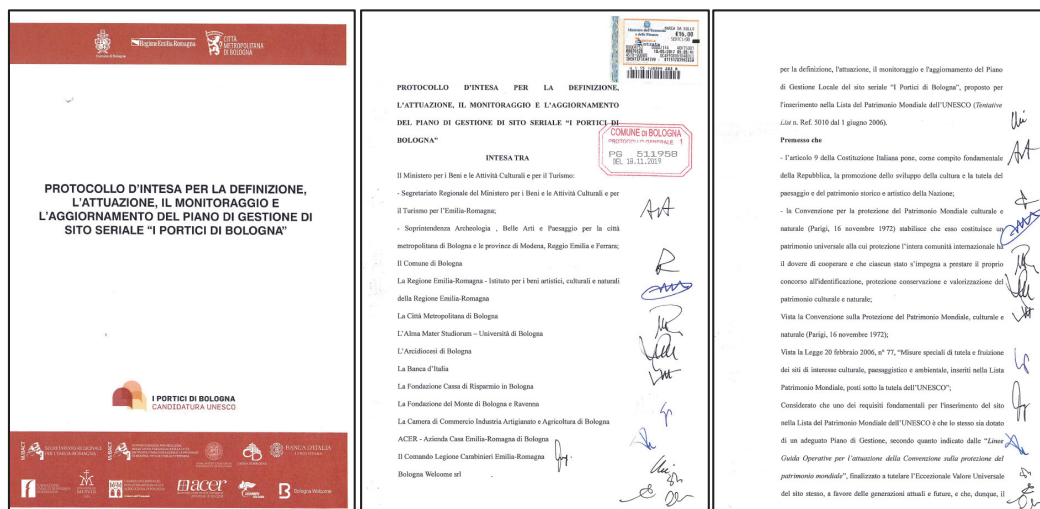 Comune di Bologna
Regione Emilia-Romagna
CITTÀ
METROPOLITANA
DI BOLOGNA
PROTOCOLLO D'INTESA PER LA DEFINIZIONE,
L'ATTUAZIONE, IL MONITORAGGIO E
L'AGGIORNAMENTO DEL PIANO DI GESTIONE DI
SITO SERIALE “I PORTICI DI BOLOGNA”
I PORTICI DI BOLOGNA
CANDIDATURA UNESCO
BANCA D'ITALIA
acer
Bologna Welcome
MARCA DA BOLLO
€16,00
PROTOCOLLO D'INTESA PER LA DEFINIZIONE,
L'ATTUAZIONE, IL MONITORAGGIO E L'AGGIORNAMENTO
DEL PIANO DI GESTIONE DI SITO SERIALE “I PORTICI DI
BOLOGNA”
COMUNE DI BOLOGNA
PROTOCOLLO GENERALE 1
PG 511958
DEL 18.11.2019
INTESA TRA
Il Ministero per i Beni e le Attività Culturali e per il Turismo:
- Segretariato Regionale del Ministero per i Beni e le Attività Culturali e per
il Turismo per l'Emilia-Romagna;
- Soprintendenza Archeologia , Belle Arti e Paesaggio per la città
metropolitana di Bologna e le province di Modena, Reggio Emilia e Ferrara;
Il Comune di Bologna
La Regione Emilia-Romagna - Istituto per i beni artistici, culturali e naturali
della Regione Emilia-Romagna
La Città Metropolitana di Bologna
L'Alma Mater Studiorum – Università di Bologna
L'Arcidiocesi di Bologna
La Banca d'Italia
La Fondazione Cassa di Risparmio in Bologna
La Fondazione del Monte di Bologna e Ravenna
La Camera di Commercio Industria Artigianato e Agricoltura di Bologna
ACER - Azienda Casa Emilia-Romagna di Bologna
Il Comando Legione Carabinieri Emilia-Romagna
Bologna Welcome srl
per la definizione, l'attuazione, il monitoraggio e l'aggiornamento del Piano
di Gestione Locale del sito seriale “I Portici di Bologna”, proposto per
l'inserimento nella Lista del Patrimonio Mondiale dell'UNESCO (Tentative
List n. Ref. 5010 dal 1 giugno 2006).
Premesso che
- l'articolo 9 della Costituzione Italiana pone, come compito fondamentale
della Repubblica, la promozione dello sviluppo della cultura e la tutela del
paesaggio e del patrimonio storico e artistico della Nazione;
- la Convenzione per la protezione del Patrimonio Mondiale culturale e
naturale (Parigi, 16 novembre 1972) stabilisce che esso costituisce un
patrimonio universale alla cui protezione l'intera comunità internazionale ha
il dovere di cooperare e che ciascun stato s'impegna a prestare il proprio
concorso all'identificazione, protezione conservazione e valorizzazione del
patrimonio culturale e naturale;
Vista la Convenzione sulla Protezione del Patrimonio Mondiale, culturale e
naturale (Parigi, 16 novembre 1972);
Vista la Legge 20 febbraio 2006, n° 77, “Misure speciali di tutela e fruizione
dei siti di interesse culturale, paesaggistico e ambientale, inseriti nella Lista
Patrimonio Mondiale, posti sotto la tutela dell'UNESCO”;
Considerato che uno dei requisiti fondamentali per l'inserimento del sito
nella Lista del Patrimonio Mondiale dell'UNESCO è che lo stesso sia dotato
di un adeguato Piano di Gestione, secondo quanto indicato dalle “Linee
Guida Operative per l'attuazione della Convenzione sulla protezione del
patrimonio mondiale”, finalizzato a tutelare l'Eccezionale Valore Universale
del sito stesso, a favore delle generazioni attuali e future, e che, dunque, il